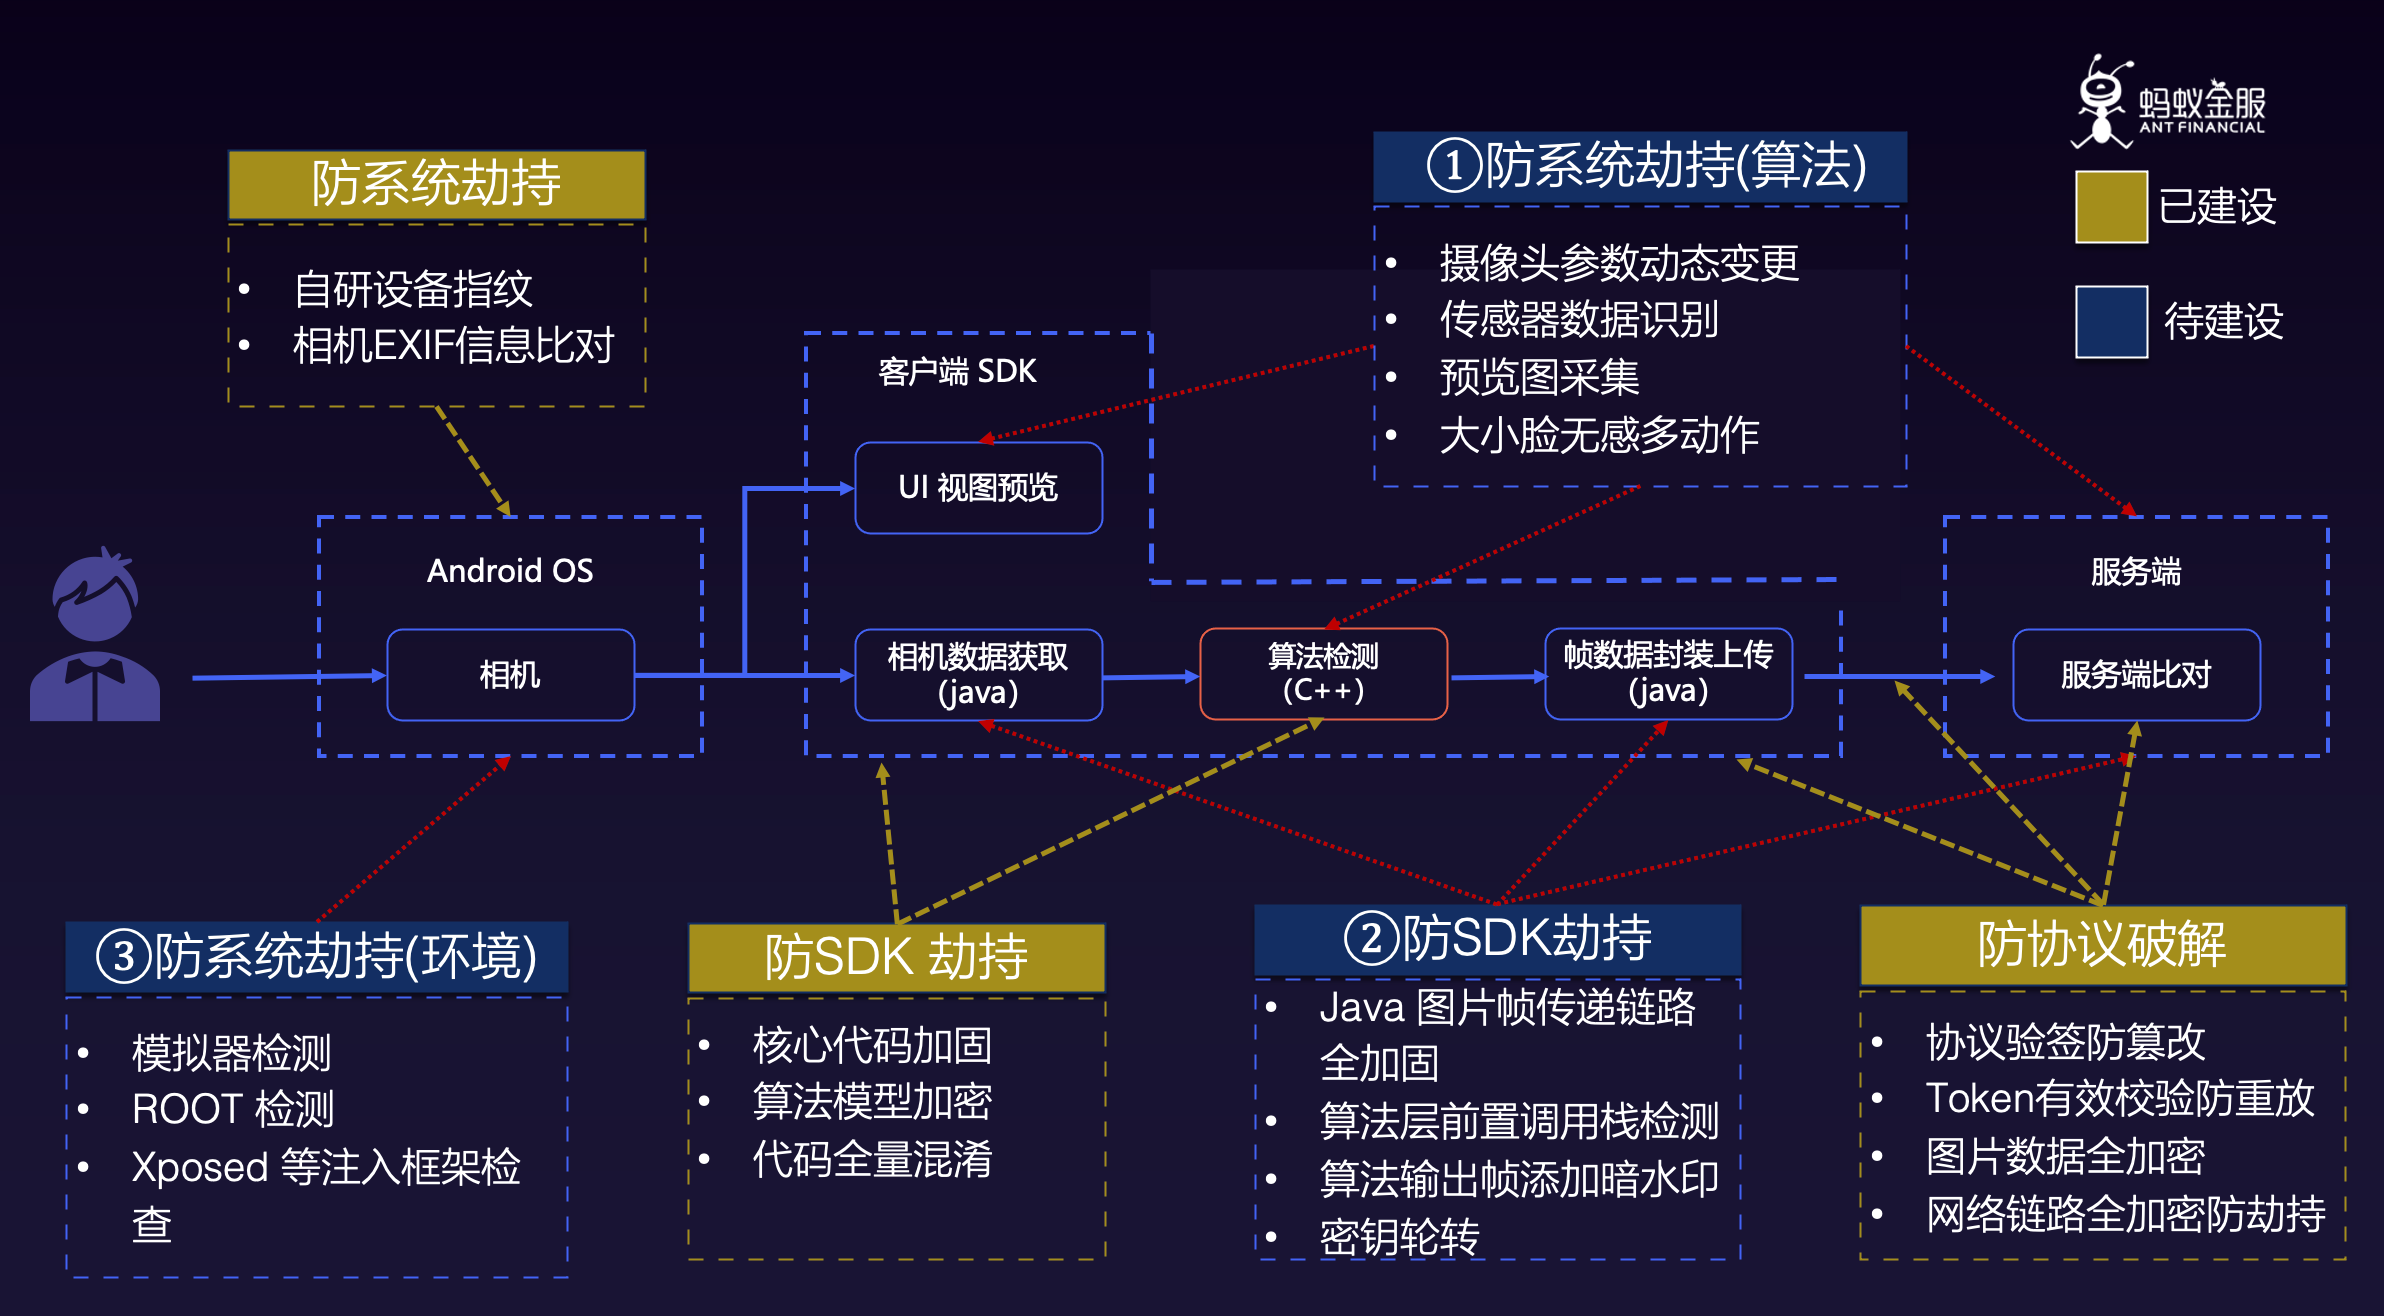 蚂蚁金服
ANT FINANCIAL
已建设
待建设
防系统劫持
• 自研设备指纹
• 相机EXIF信息比对
①防系统劫持(算法)
• 摄像头参数动态变更
• 传感器数据识别
• 预览图采集
• 大小脸无感多动作
客户端 SDK
UI 视图预览
Android OS
相机
相机数据获取
(java)
算法检测
(C++)
帧数据封装上传
(java)
服务端
服务端比对
③防系统劫持(环境)
• 模拟器检测
• ROOT 检测
• Xposed 等注入框架检
查
防SDK 劫持
• 核心代码加固
• 算法模型加密
• 代码全量混淆
②防SDK劫持
• Java 图片帧传递链路
全加固
• 算法层前置调用栈检测
• 算法输出帧添加暗水印
• 密钥轮转
防协议破解
• 协议验签防篡改
• Token有效校验防重放
• 图片数据全加密
• 网络链路全加密防劫持